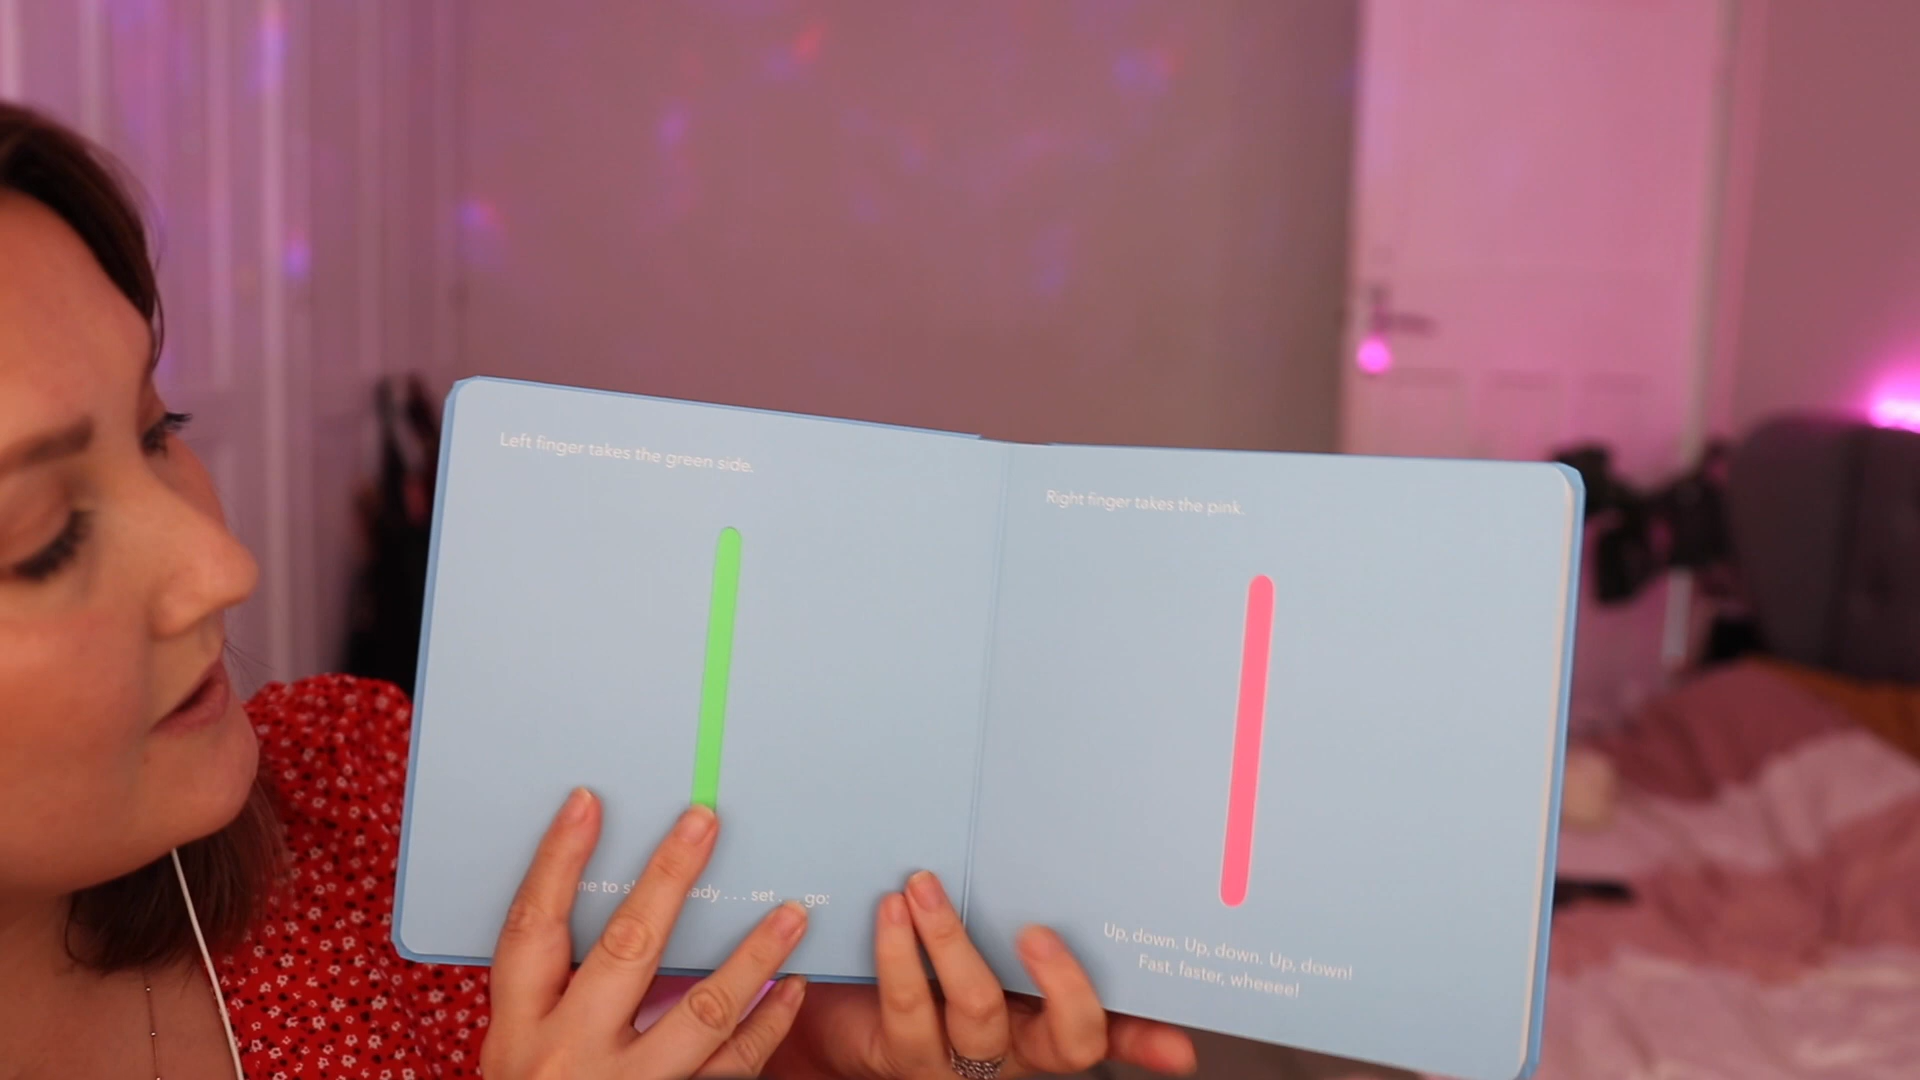 Left finger takes the green side.
to . . . set . . . go:
Right finger takes the pink.
Up, down. Up, down. Up, down!
Fast, faster, wheeee!